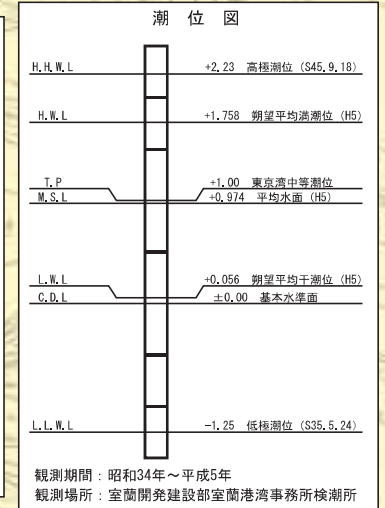 潮位図
H.H.W.L +2.23 高極潮位 (S45.9.18)
H.W.L +1.758 朔望平均満潮位 (H5)
T.P +1.00 東京湾中等潮位
M.S.L +0.974 平均水面 (H5)
L.W.L +0.056 朔望平均干潮位 (H5)
C.D.L ±0.00 基本水準面
L.L.W.L -1.25 低極潮位 (S35.5.24)
観測期間：昭和34年～平成5年
観測場所：室蘭開発建設部室蘭港湾事務所検潮所